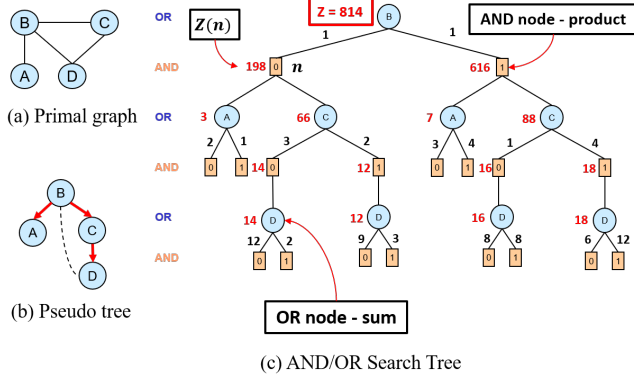 B
C
A
D
(a) Primal graph
B
A
C
D
(b) Pseudo tree
Z(n)
Z = 814
AND node - product
OR
B
1
1
AND
198
0
n
616
1
OR
3
A
66
C
7
A
88
C
2
1
3
2
3
4
1
4
AND
0
1
14
0
12
1
0
1
16
0
18
1
OR
14
D
12
D
16
D
18
D
12
2
9
3
8
8
6
12
AND
0
1
0
1
0
1
0
1
OR node - sum
(c) AND/OR Search Tree